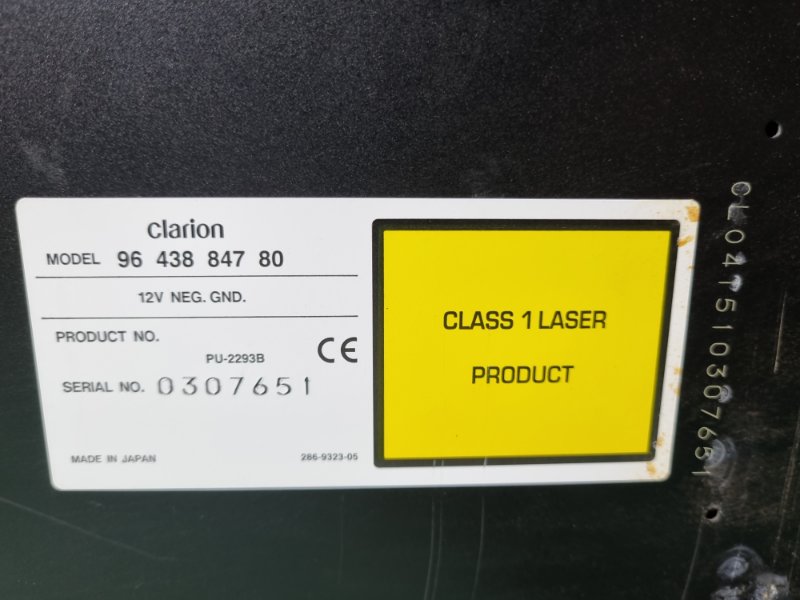 clarion
MODEL 96 438 847 80
12V NEG. GND.
PRODUCT NO.
PU-2293B
CE
SERIAL NO. 0307651
MADE IN JAPAN
286-9323-05
CLASS 1 LASER
PRODUCT
CL041510307651